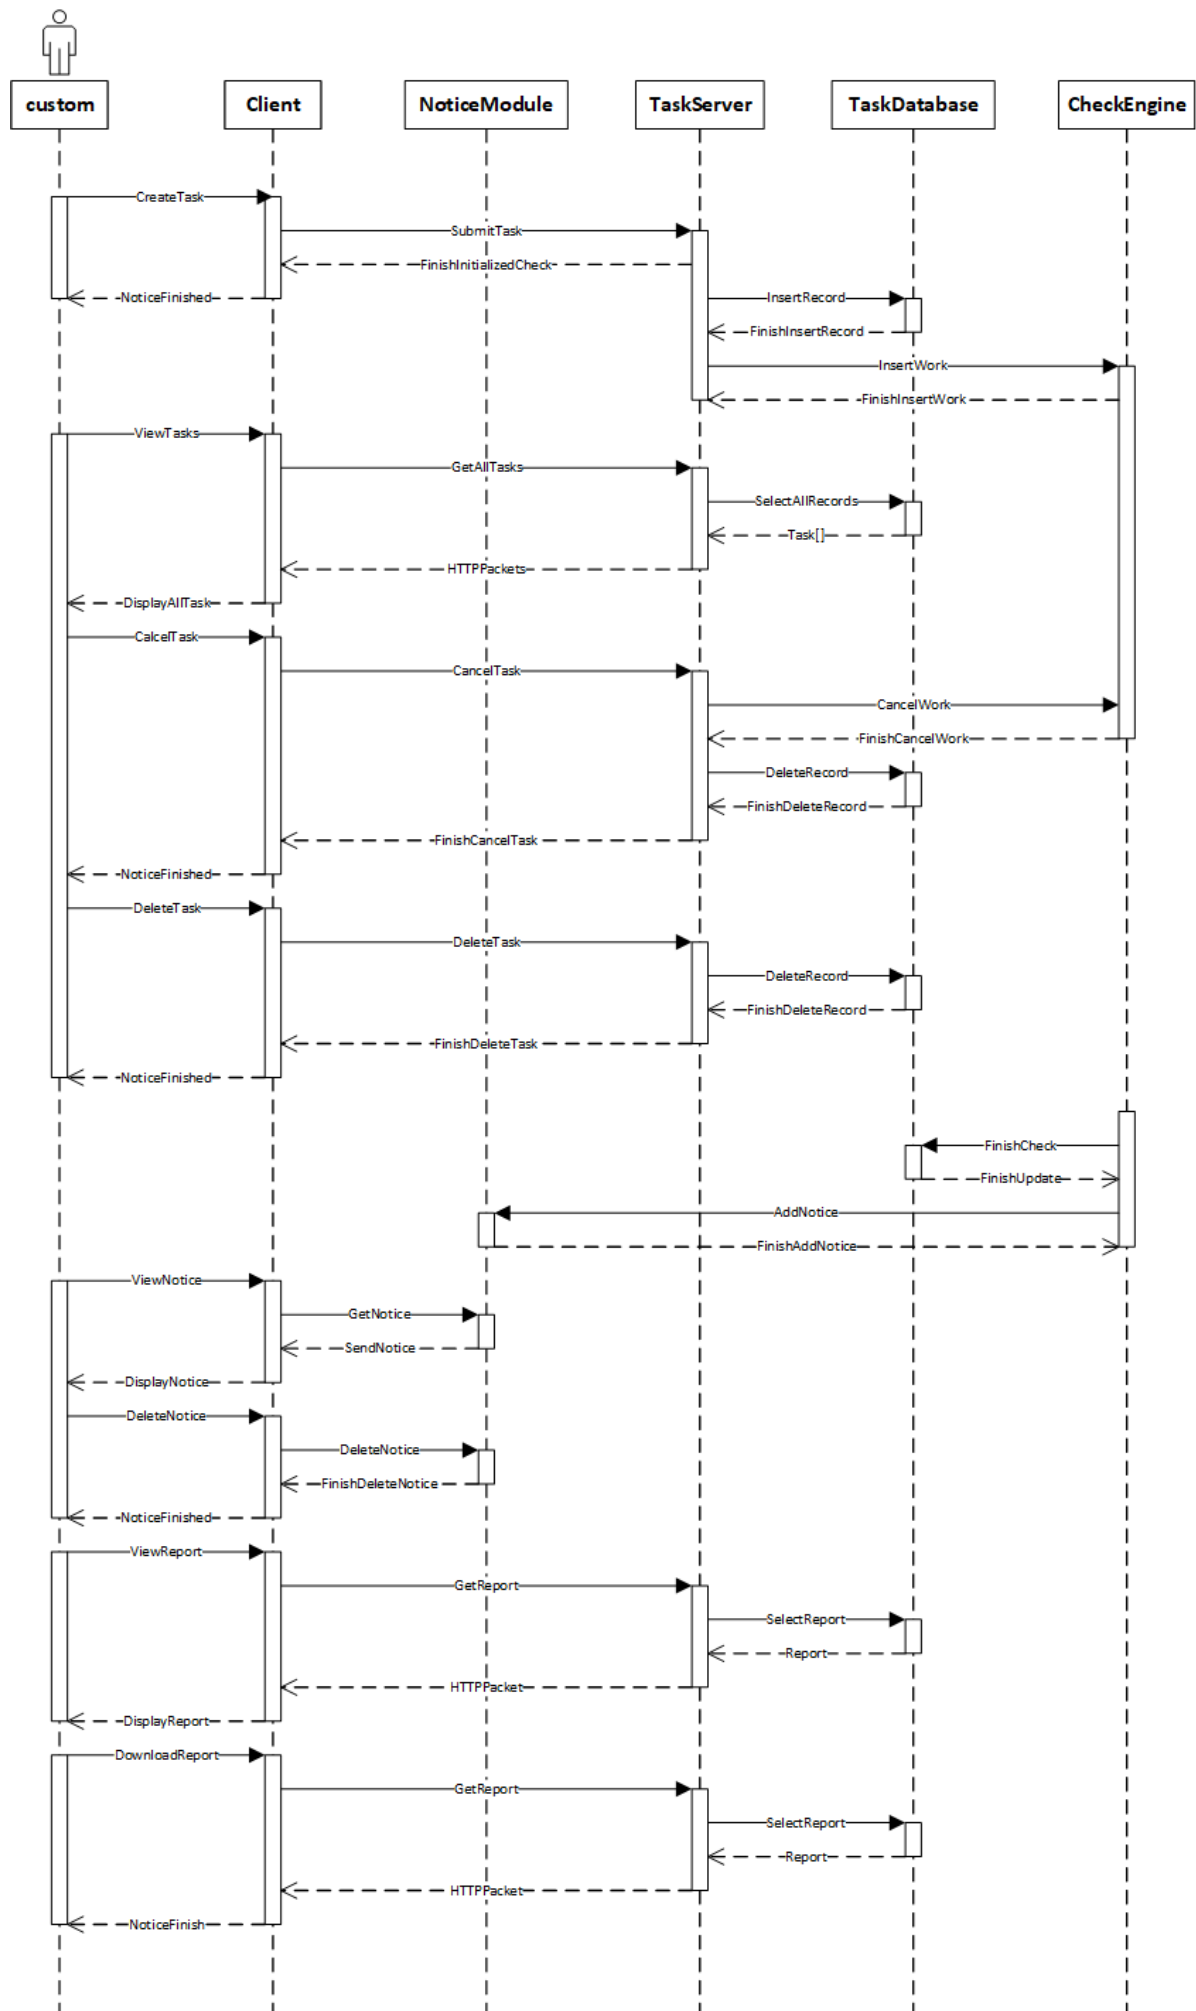 custom
Client
NoticeModule
TaskServer
TaskDatabase
CheckEngine
CreateTask
SubmitTask
FinishInitializedCheck
NoticeFinished
InsertRecord
FinishInsertRecord
InsertWork
FinishInsertWork
ViewTasks
GetAllTasks
SelectAllRecords
Task[]
HTTPPackets
DisplayAllTask
CalcelTask
CancelTask
CancelWork
FinishCancelWork
DeleteRecord
FinishDeleteRecord
FinishCancelTask
NoticeFinished
DeleteTask
DeleteTask
DeleteRecord
FinishDeleteRecord
FinishDeleteTask
NoticeFinished
FinishCheck
FinishUpdate
AddNotice
FinishAddNotice
ViewNotice
GetNotice
SendNotice
DisplayNotice
DeleteNotice
DeleteNotice
FinishDeleteNotice
NoticeFinished
ViewReport
GetReport
SelectReport
Report
HTTPPacket
DisplayReport
DownloadReport
GetReport
SelectReport
Report
HTTPPacket
NoticeFinish